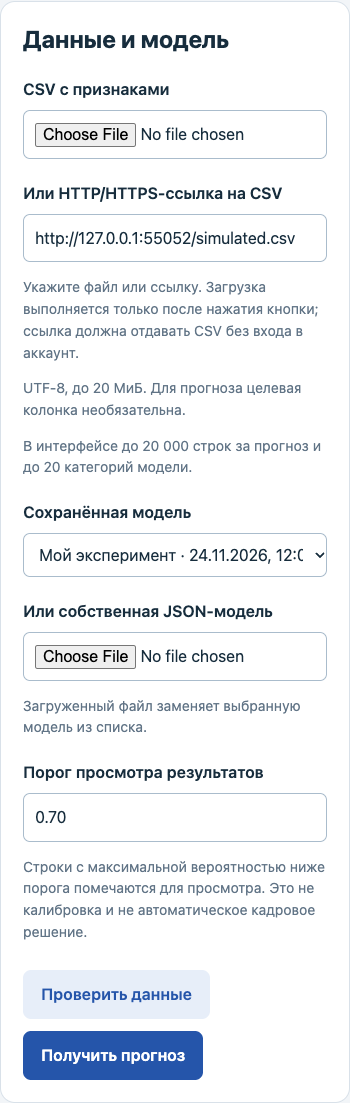 Данные и модель
CSV с признаками
Choose File No file chosen
Или HTTP/HTTPS-ссылка на CSV
http://127.0.0.1:55052/simulated.csv
Укажите файл или ссылку. Загрузка
выполняется только после нажатия кнопки;
ссылка должна отдавать CSV без входа в
аккаунт.
UTF-8, до 20 МиБ. Для прогноза целевая
колонка необязательна.
В интерфейсе до 20 000 строк за прогноз и
до 20 категорий модели.
Сохранённая модель
Мой эксперимент · 24.11.2026, 12:0
Или собственная JSON-модель
Choose File No file chosen
Загруженный файл заменяет выбранную
модель из списка.
Порог просмотра результатов
0.70
Строки с максимальной вероятностью ниже
порога помечаются для просмотра. Это не
калибровка и не автоматическое кадровое
решение.
Проверить данные
Получить прогноз